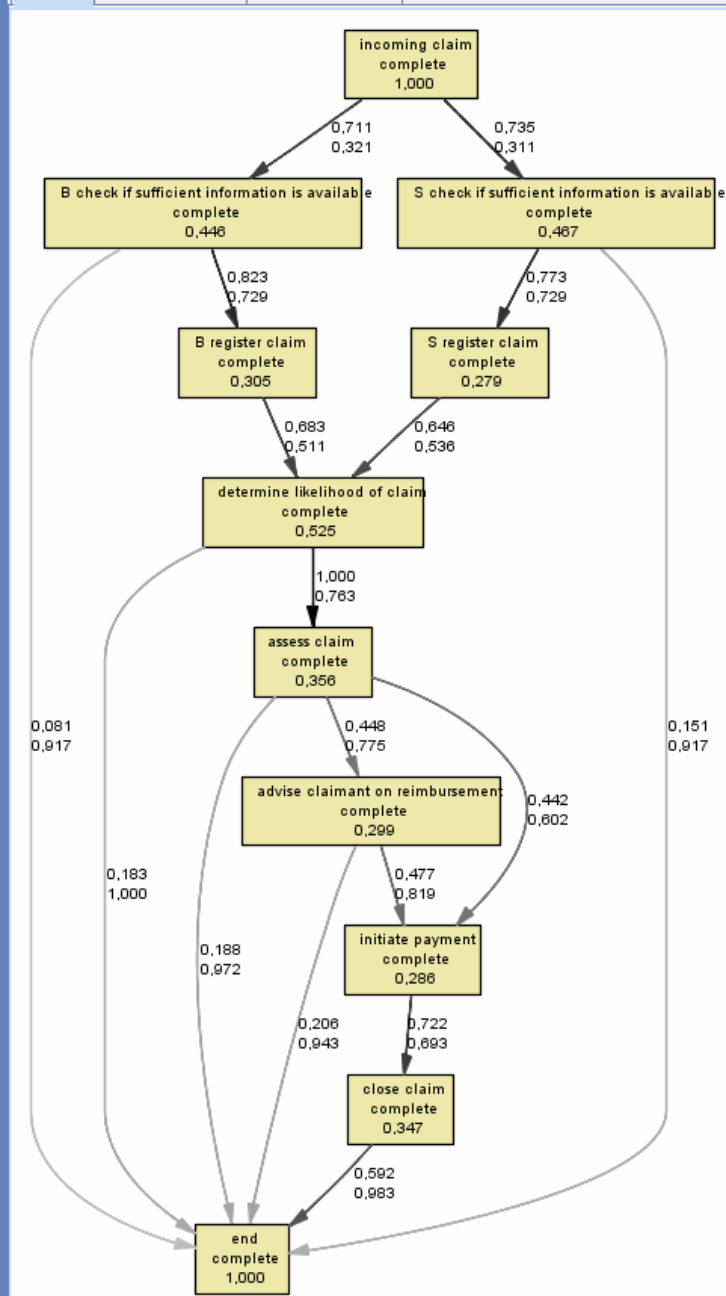 incoming claim
complete
1,000
0,711
0,321
0,735
0,311
B check if sufficient information is available
complete
0,446
S check if sufficient information is available
complete
0,467
0,823
0,729
0,773
0,729
B register claim
complete
0,305
S register claim
complete
0,279
0,683
0,511
0,646
0,536
determine likelihood of claim
complete
0,525
1,000
0,763
assess claim
complete
0,356
0,081
0,917
0,448
0,775
0,151
0,917
advise claimant on reimbursement
complete
0,299
0,442
0,602
0,183
1,000
0,477
0,819
initiate payment
complete
0,286
0,188
0,972
0,206
0,943
0,722
0,693
close claim
complete
0,347
0,592
0,983
end
complete
1,000